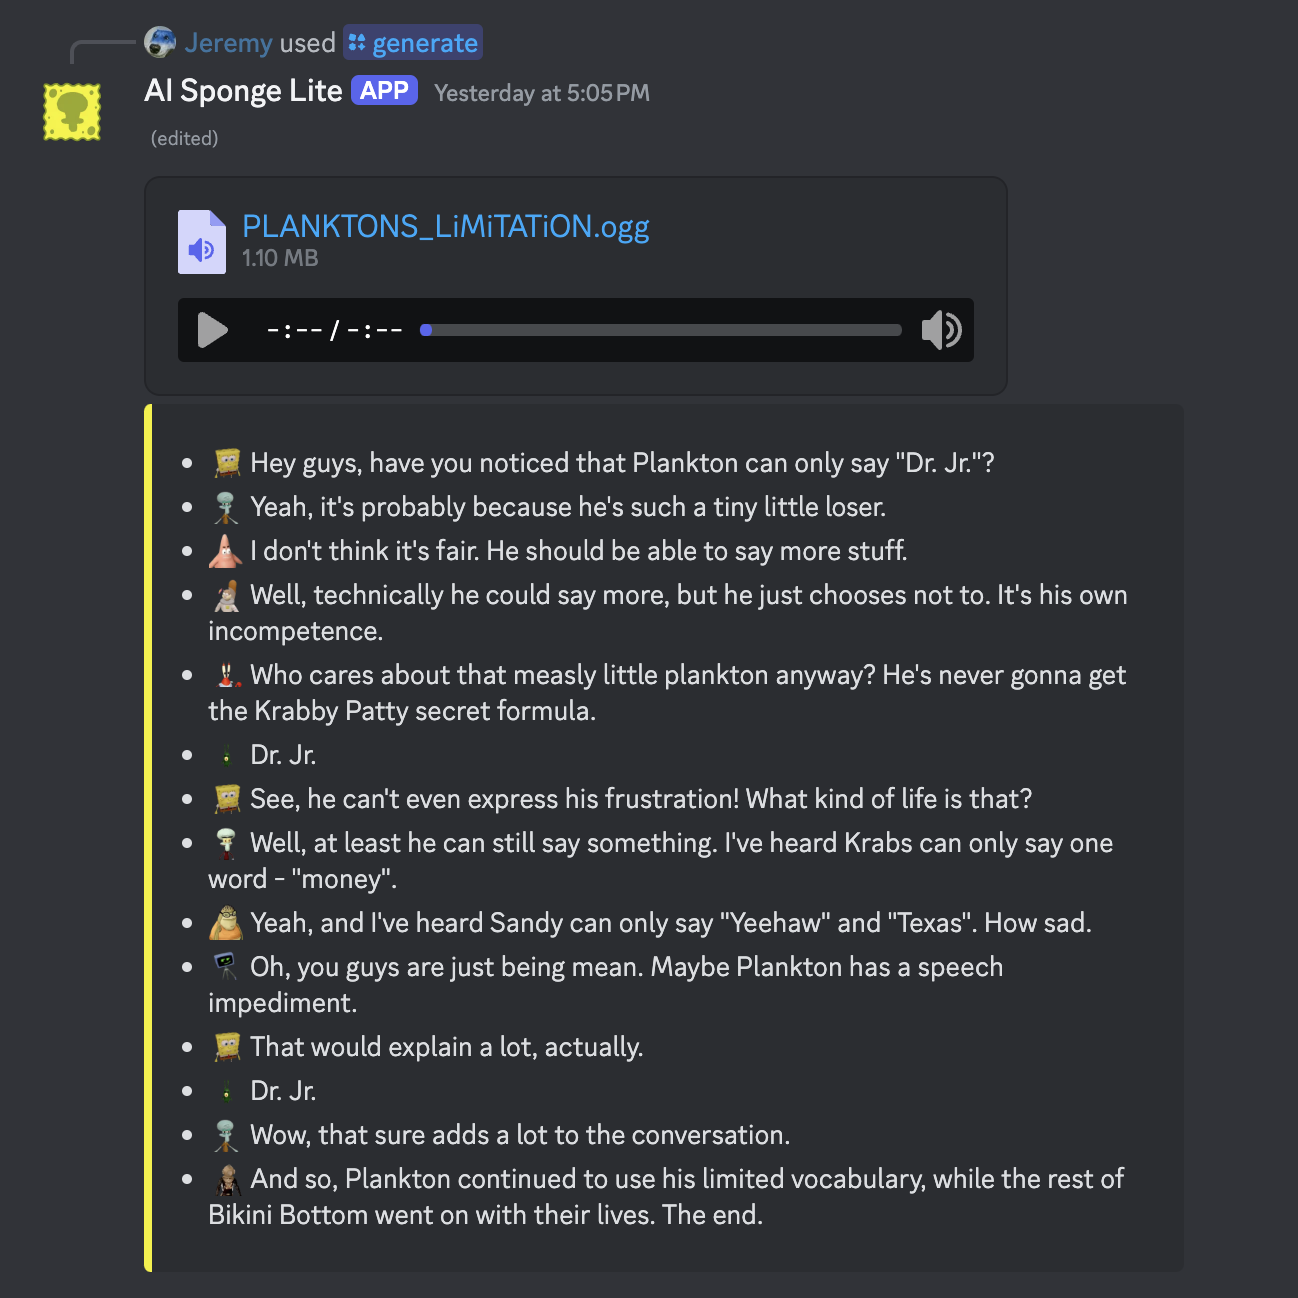 Jeremy used generate
AI Sponge Lite APP Yesterday at 5:05 PM
(edited)
PLANKTONS_LiMiTATiON.ogg
1.10 MB
-:-- / -:--
Hey guys, have you noticed that Plankton can only say "Dr. Jr."?
Yeah, it's probably because he's such a tiny little loser.
I don't think it's fair. He should be able to say more stuff.
Well, technically he could say more, but he just chooses not to. It's his own
incompetence.
Who cares about that measly little plankton anyway? He's never gonna get
the Krabby Patty secret formula.
Dr. Jr.
See, he can't even express his frustration! What kind of life is that?
Well, at least he can still say something. I've heard Krabs can only say one
word - "money".
Yeah, and I've heard Sandy can only say "Yeehaw" and "Texas". How sad.
Oh, you guys are just being mean. Maybe Plankton has a speech
impediment.
That would explain a lot, actually.
Dr. Jr.
Wow, that sure adds a lot to the conversation.
And so, Plankton continued to use his limited vocabulary, while the rest of
Bikini Bottom went on with their lives. The end.